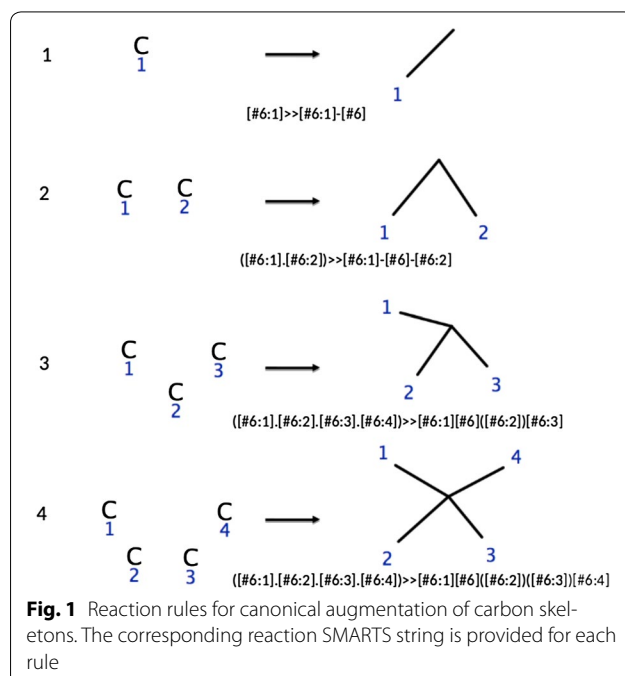 C
1 1
1
[#6:1]>>[#6:1]-[#6]
2 C C
1 2 1 2
([#6:1].[#6:2])>>[#6:1]-[#6]-[#6:2]
1
3 C C
1 3
C
2 2 3
([#6:1].[#6:2].[#6:3].[#6:4])>>[#6:1][#6]([#6:2])[#6:3]
1 4
4 C C
1 4
C C
2 3 2 3
([#6:1].[#6:2].[#6:3].[#6:4])>>[#6:1][#6]([#6:2])([#6:3])[#6:4]
Fig. 1 Reaction rules for canonical augmentation of carbon skel-
etons. The corresponding reaction SMARTS string is provided for each
rule